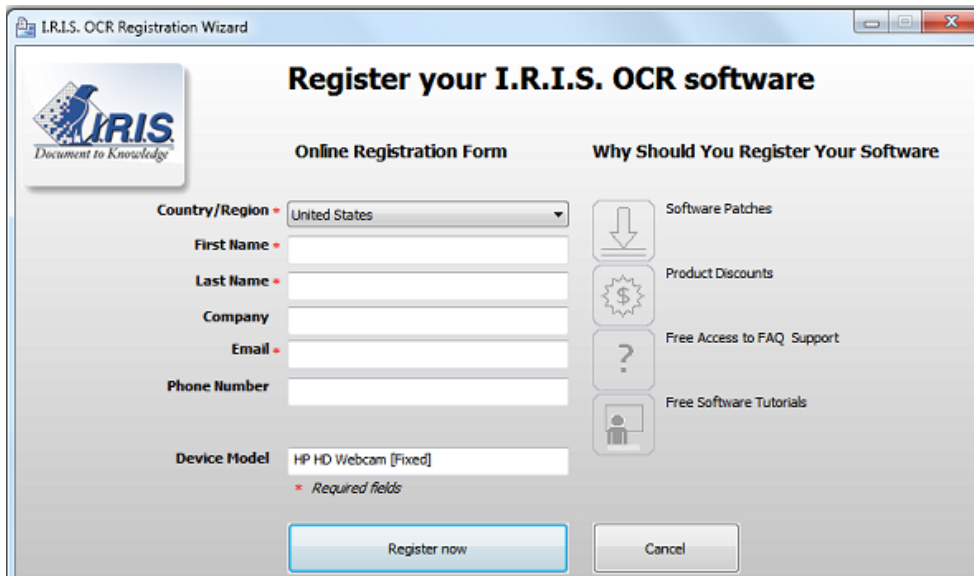 I.R.I.S. OCR Registration Wizard
Register your I.R.I.S. OCR software
I.R.I.S.
Document to Knowledge
Online Registration Form
Why Should You Register Your Software
Country/Region * United States
First Name *
Last Name *
Company
Email *
Phone Number
Device Model HP HD Webcam [Fixed]
* Required fields
Software Patches
$
Product Discounts
?
Free Access to FAQ Support
Free Software Tutorials
Register now
Cancel